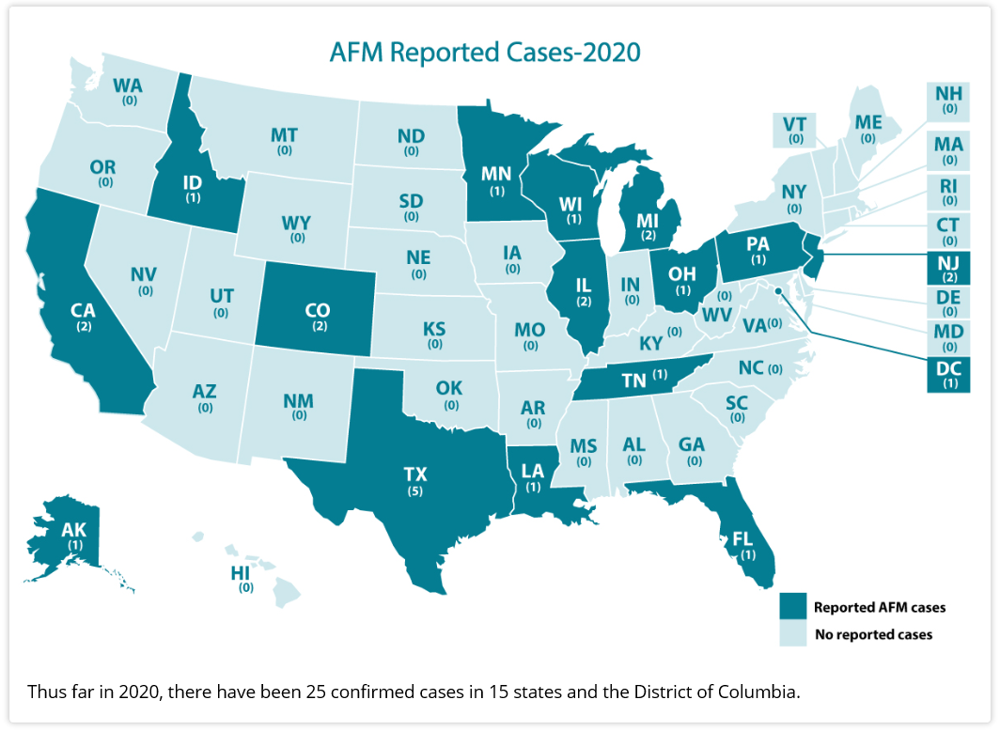 AFM Reported Cases-2020
WA
(0)
OR
(0)
ID
(1)
MT
(0)
ND
(0)
SD
(0)
MN
(1)
WI
(1)
MI
(2)
WY
(0)
NE
(0)
IA
(0)
CA
(2)
NV
(0)
UT
(0)
CO
(2)
KS
(0)
MO
(0)
IL
(2)
IN
(0)
OH
(1)
PA
(1)
NY
(0)
VT
(0)
ME
(0)
NH
(0)
MA
(0)
RI
(0)
CT
(0)
NJ
(2)
DE
(0)
MD
(0)
DC
(1)
(0)
WV
VA(0)
KY (0)
TN (1)
NC (0)
SC
(0)
AZ
(0)
NM
(0)
OK
(0)
AR
(0)
MS
(0)
AL
(0)
GA
(0)
TX
(5)
LA
(1)
FL
(1)
AK
(1)
HI
(0)
Reported AFM cases
No reported cases
Thus far in 2020, there have been 25 confirmed cases in 15 states and the District of Columbia.